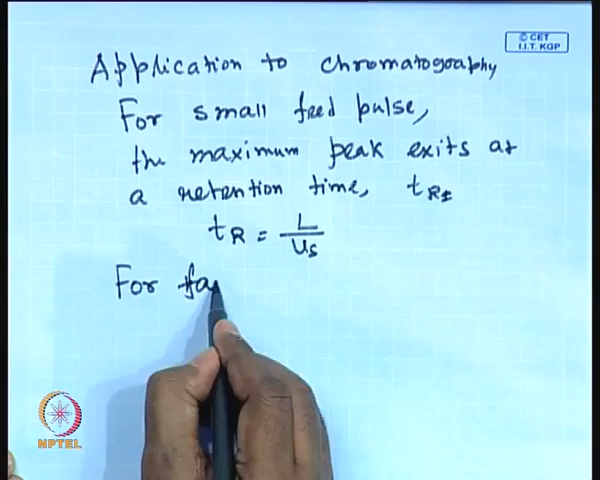 © CET
I.I.T. KGP
Application to chromatography
For small feed pulse,
the maximum peak exits at
a retention time, tR
tR = L/us
For fa
NPTEL